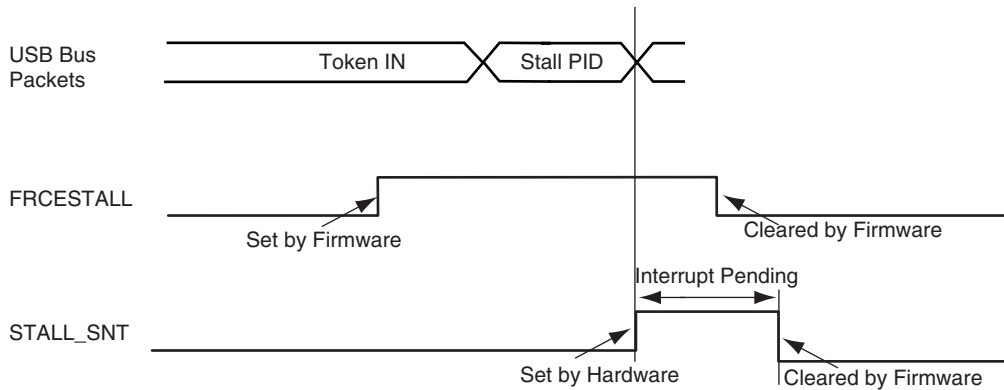 USB Bus
Packets
Token IN
Stall PID
FRCESTALL
Set by Firmware
Cleared by Firmware
Interrupt Pending
STALL_SNT
Set by Hardware
Cleared by Firmware